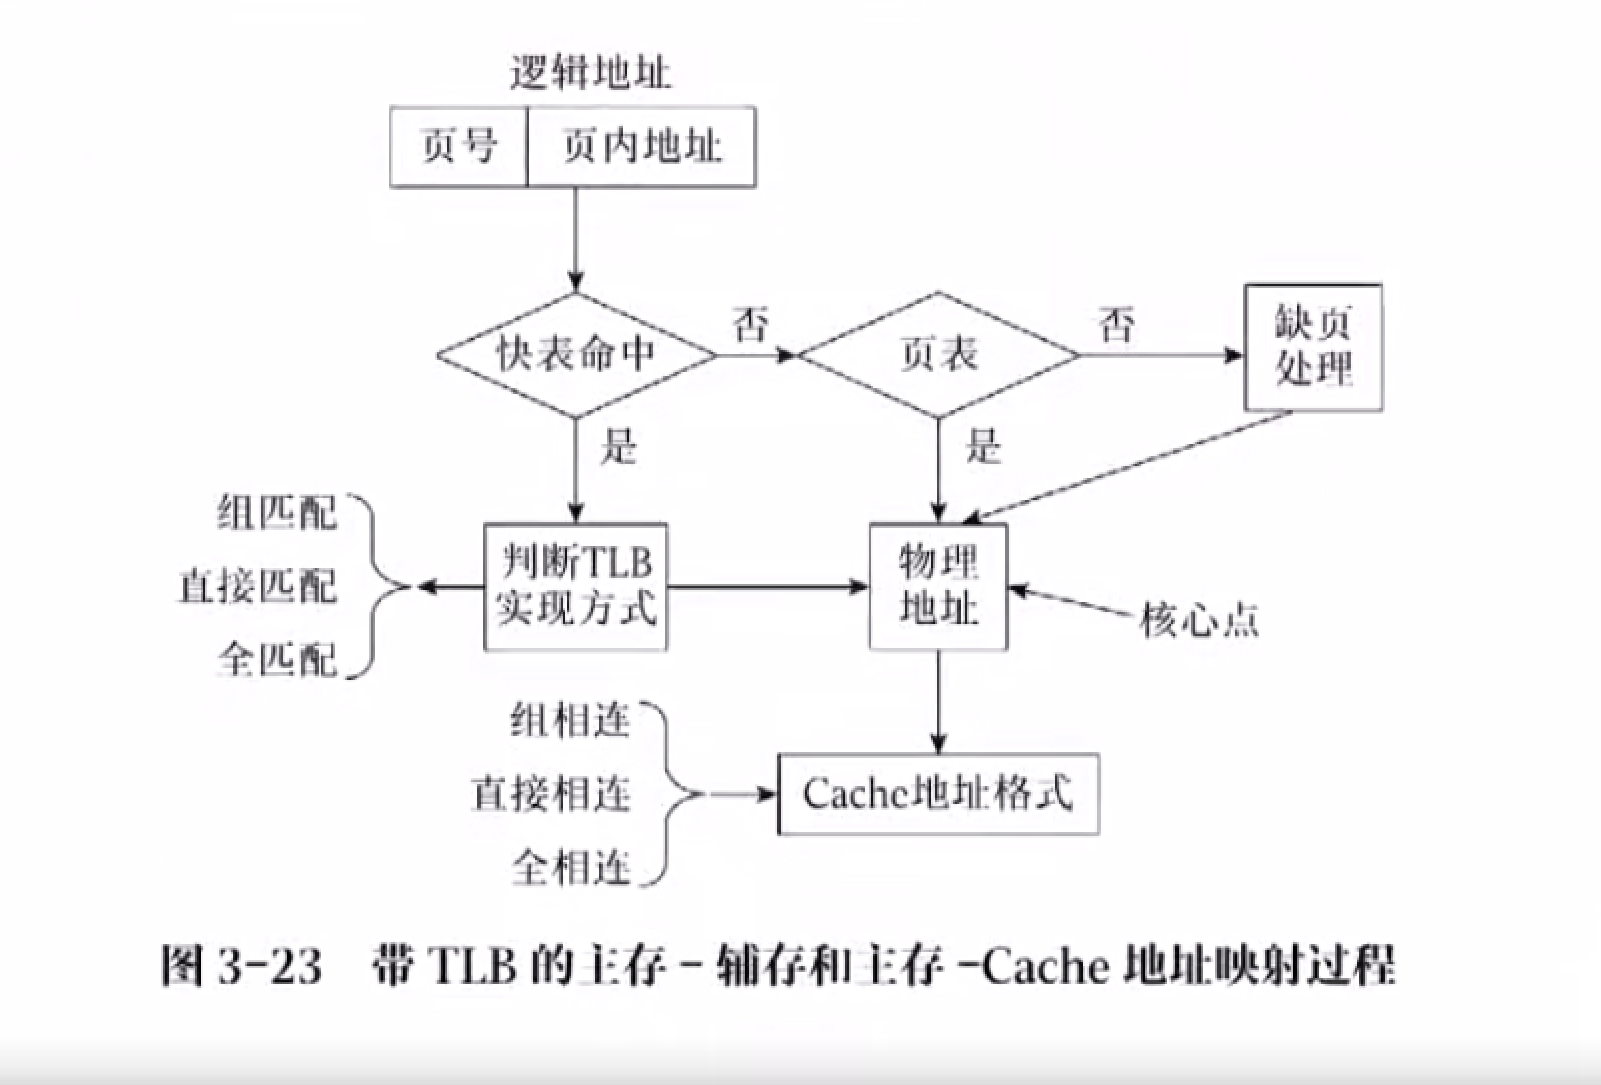 逻辑地址
页号 页内地址
快表命中
否
页表
否
缺页
处理
是
是
组匹配
直接匹配
全匹配
判断TLB
实现方式
物理
地址
核心点
组相连
直接相连
全相连
Cache地址格式
图 3-23 带 TLB 的主存 - 辅存和主存 -Cache 地址映射过程